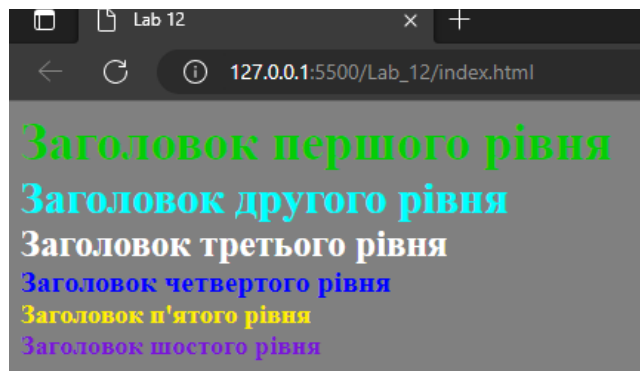 Lab 12
127.0.0.1:5500/Lab_12/index.html
Заголовок першого рівня
Заголовок другого рівня
Заголовок третього рівня
Заголовок четвертого рівня
Заголовок п'ятого рівня
Заголовок шостого рівня